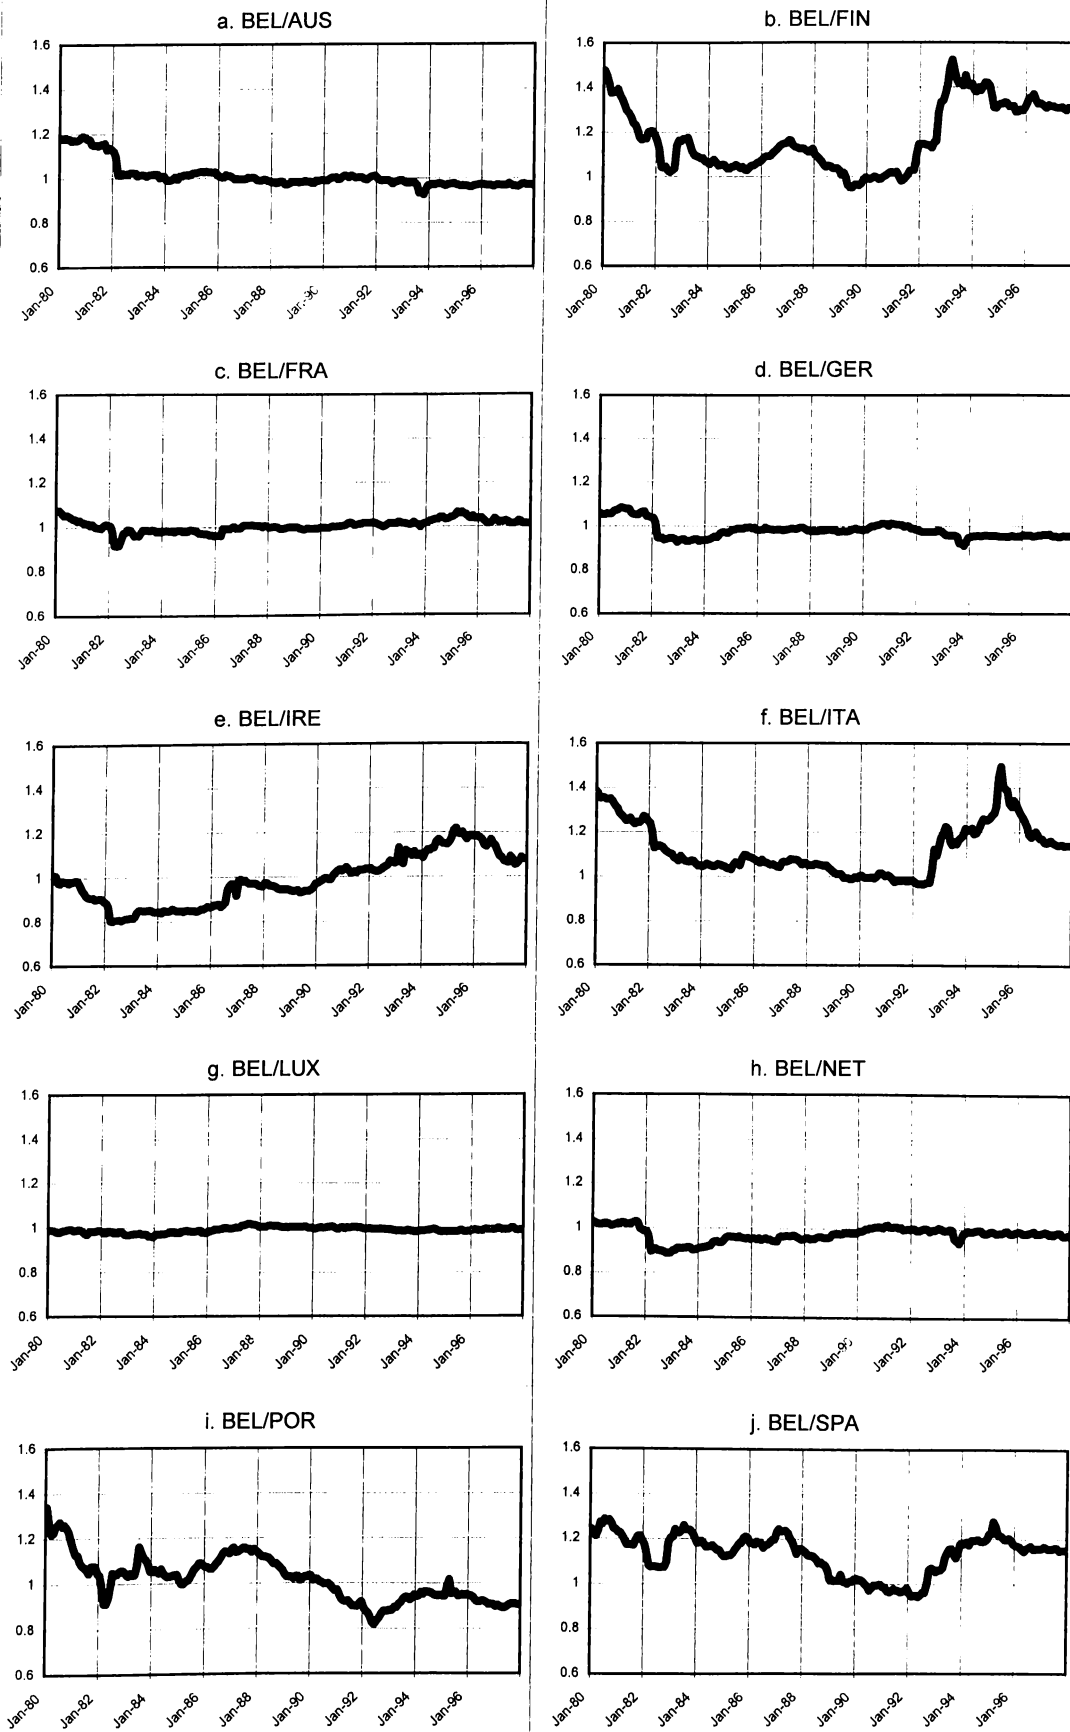 a. BEL/AUS
1.6
1.4
1.2
1
0.8
0.6
Jan-80
Jan-82
Jan-84
Jan-86
Jan-88
Jan-92
Jan-94
Jan-96
b. BEL/FIN
1.6
1.4
1.2
1
0.8
0.6
Jan-80
Jan-82
Jan-84
Jan-86
Jan-88
Jan-90
Jan-92
Jan-94
Jan-96
c. BEL/FRA
1.6
1.4
1.2
1
0.8
0.6
Jan-80
Jan-82
Jan-84
Jan-86
Jan-88
Jan-90
Jan-92
Jan-94
Jan-96
d. BEL/GER
1.6
1.4
1.2
1
0.8
0.6
Jan-80
Jan-82
Jan-84
Jan-86
Jan-88
Jan-90
Jan-92
Jan-94
Jan-96
e. BEL/IRE
1.6
1.4
1.2
1
0.8
0.6
Jan-80
Jan-82
Jan-84
Jan-86
Jan-88
Jan-90
Jan-92
Jan-94
Jan-96
f. BEL/ITA
1.6
1.4
1.2
1
0.8
0.6
Jan-80
Jan-82
Jan-84
Jan-86
Jan-88
Jan-90
Jan-92
Jan-94
Jan-96
g. BEL/LUX
1.6
1.4
1.2
1
0.8
0.6
Jan-80
Jan-82
Jan-84
Jan-86
Jan-88
Jan-90
Jan-92
Jan-94
Jan-96
h. BEL/NET
1.6
1.4
1.2
1
0.8
0.6
Jan-80
Jan-82
Jan-84
Jan-86
Jan-88
Jan-92
Jan-94
Jan-96
i. BEL/POR
1.6
1.4
1.2
1
0.8
0.6
Jan-80
Jan-82
Jan-84
Jan-86
Jan-88
Jan-90
Jan-92
Jan-94
Jan-96
j. BEL/SPA
1.6
1.4
1.2
1
0.8
0.6
Jan-80
Jan-82
Jan-84
Jan-86
Jan-88
Jan-90
Jan-92
Jan-94
Jan-96